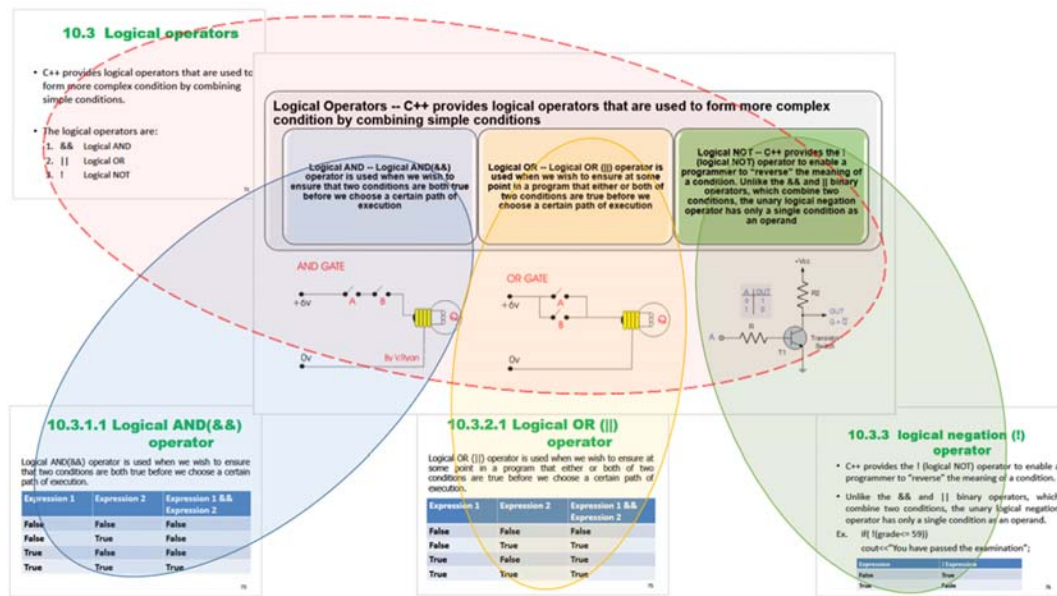 10.3 Logical operators
• C++ provides logical operators that are used to
form more complex condition by combining
simple conditions.
• The logical operators are:
1. && Logical AND
2. || Logical OR
3. ! Logical NOT
Logical Operators -- C++ provides logical operators that are used to form more complex
condition by combining simple conditions
Logical AND -- Logical AND(&&)
operator is used when we wish to
ensure that two conditions are both true
before we choose a certain path of
execution
Logical OR -- Logical OR (||) operator is
used when we wish to ensure at some
point in a program that either or both of
two conditions are true before we
choose a certain path of execution
Logical NOT -- C++ provides the !
(logical NOT) operator to enable a
programmer to "reverse" the meaning of
a condition. Unlike the && and || binary
operators, which combine two
conditions, the unary logical negation
operator has only a single condition as
an operand
AND GATE
+6v
A
B
Q
0v
By V.Ryan
OR GATE
+6v
A
B
Q
0v
+Vcc
R2
A OUT
0 1
1 0
OUT
A
R
T1
Transistor
Switch
10.3.1.1 Logical AND(&&)
operator
Logical AND(&&) operator is used when we wish to ensure
that two conditions are both true before we choose a certain
path of execution.
Expression 1 Expression 2 Expression 1 &&
Expression 2
False False False
False True False
True False False
True True True
10.3.2.1 Logical OR (||)
operator
Logical OR (||) operator is used when we wish to ensure at
some point in a program that either or both of two
conditions are true before we choose a certain path of
execution.
Expression 1 Expression 2 Expression 1 &&
Expression 2
False False False
False True True
True False True
True True True
10.3.3 logical negation (!)
operator
• C++ provides the ! (logical NOT) operator to enable a
programmer to "reverse" the meaning of a condition.
• Unlike the && and || binary operators, which
combine two conditions, the unary logical negation
operator has only a single condition as an operand.
Ex. if( !(grade<= 59))
cout<<"You have passed the examination";
Expression ! Expression
False True
True False